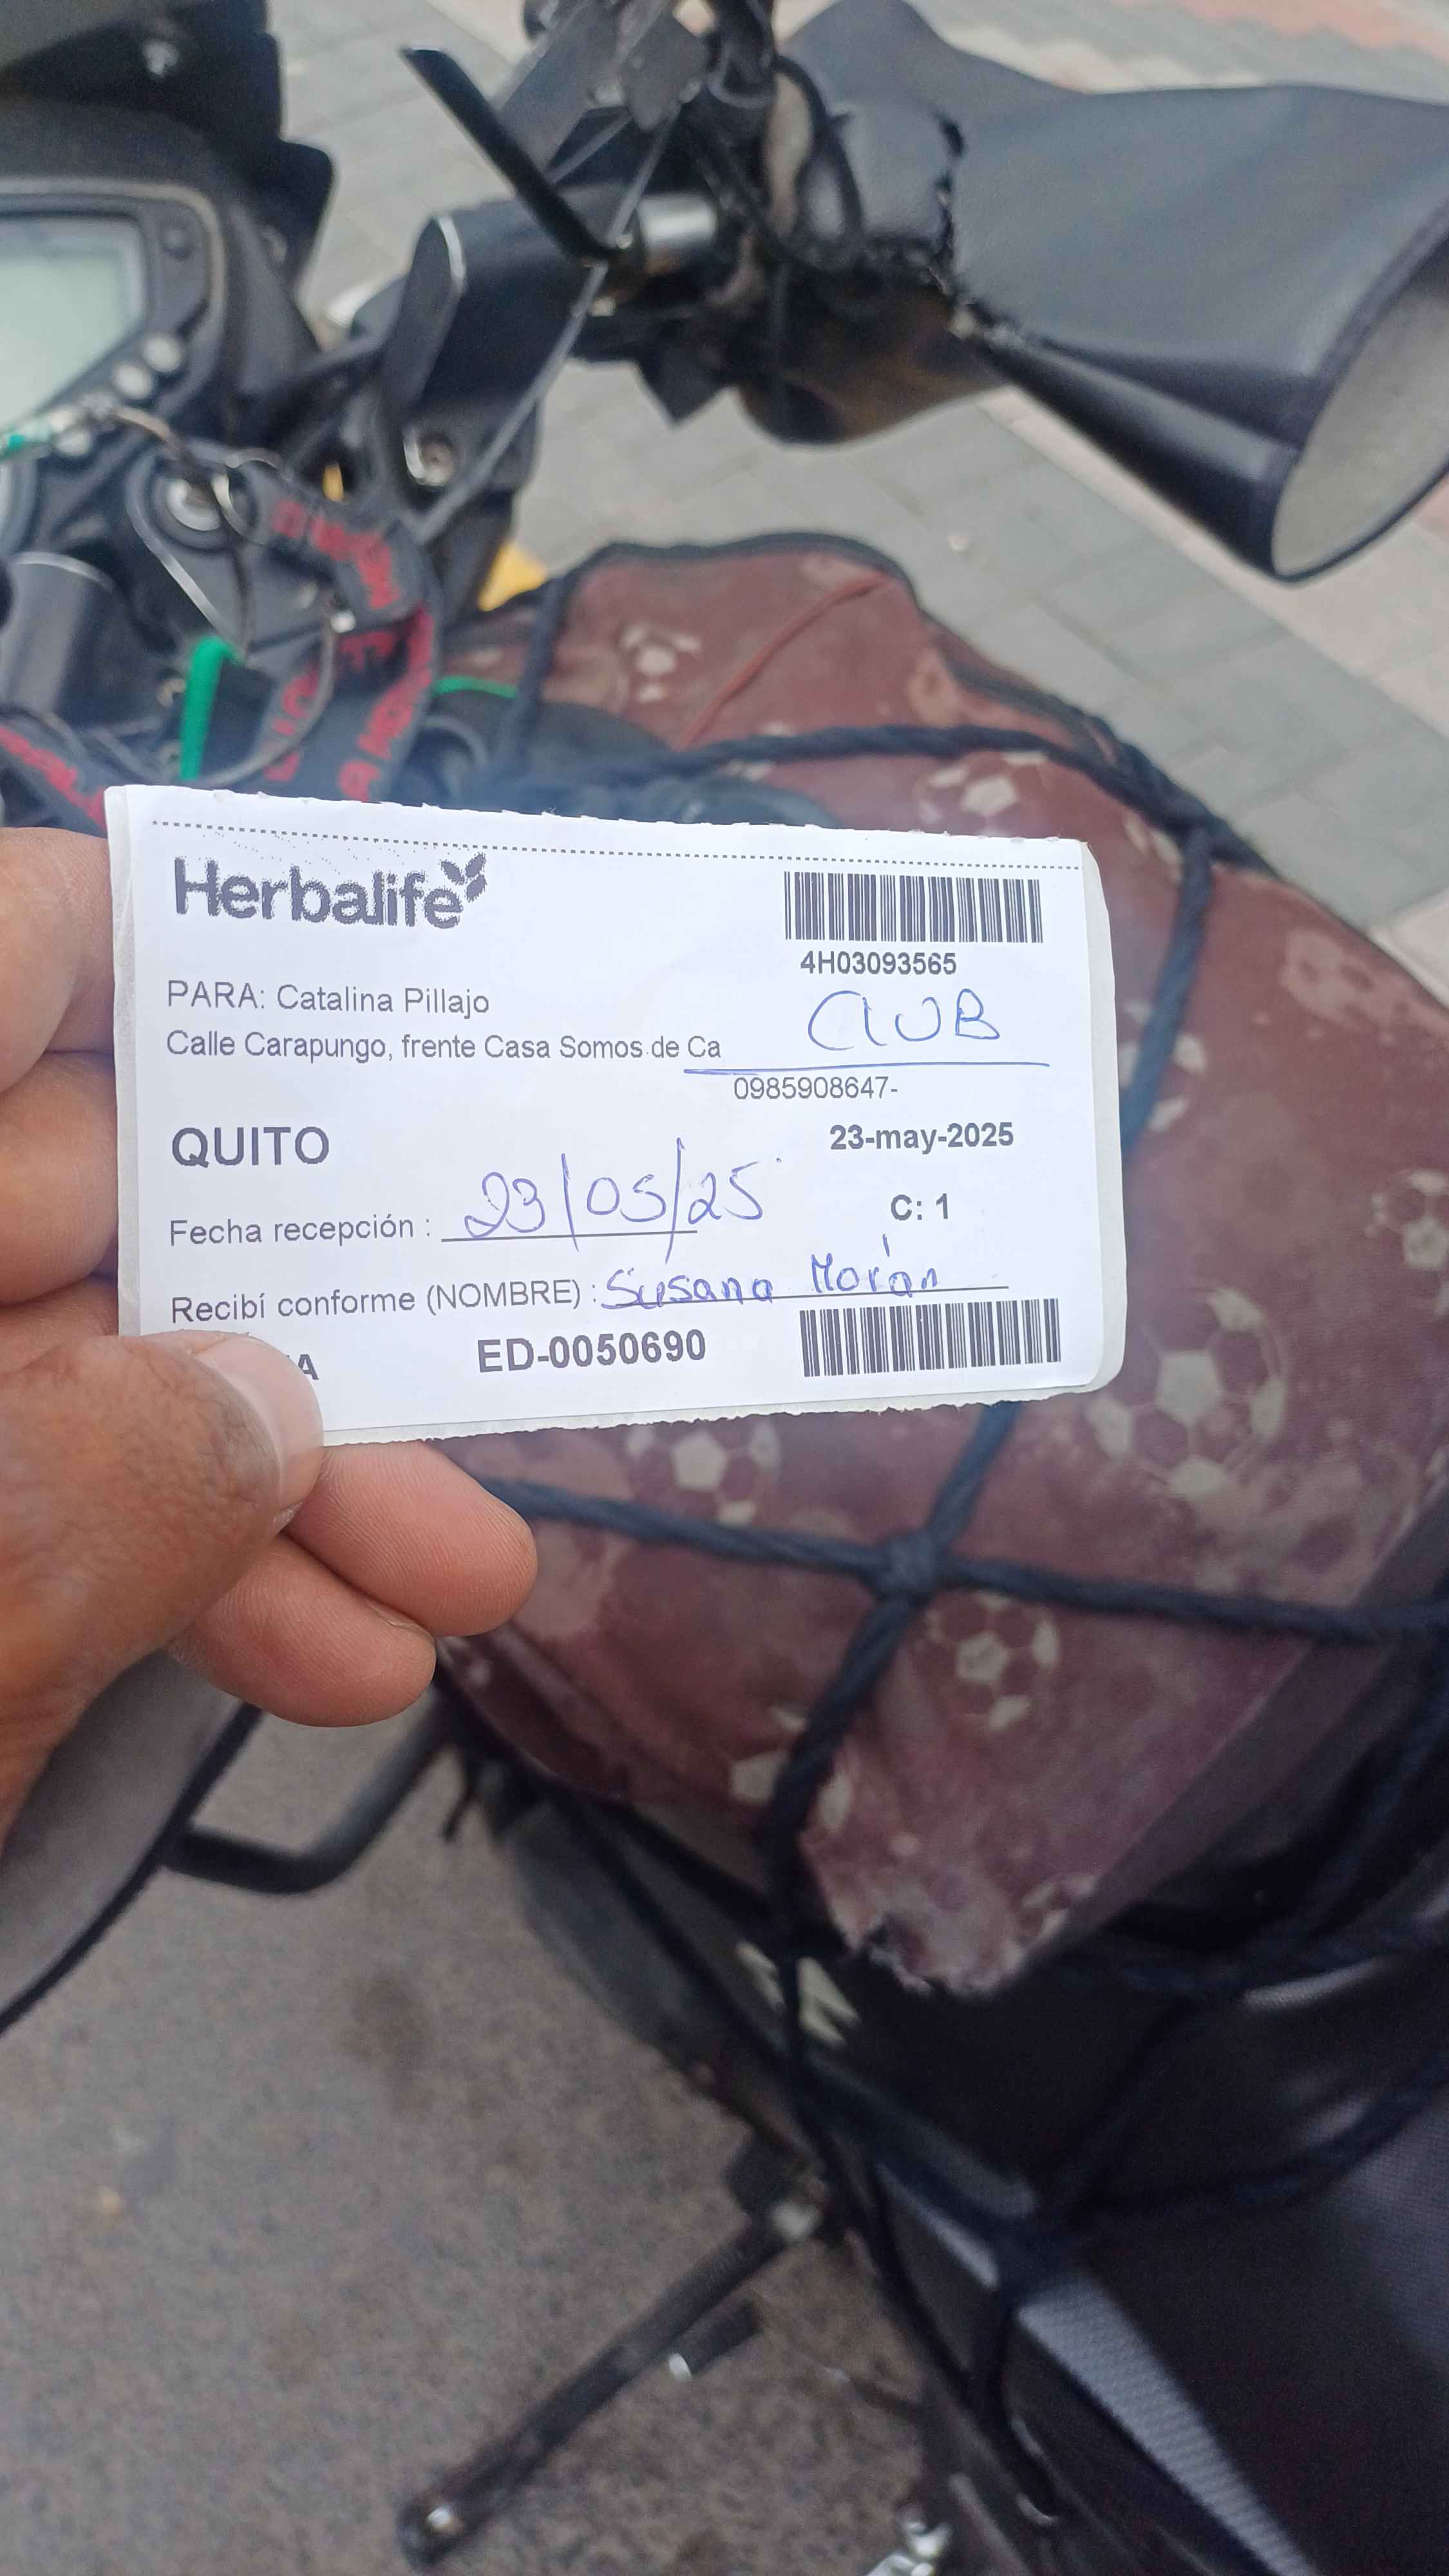 Herbalife
4H03093565
PARA: Catalina Pillajo
CLUB
Calle Carapungo, frente Casa Somos de Ca
0985908647-
QUITO
23-may-2025
Fecha recepción : 23/05/25
C: 1
Recibí conforme (NOMBRE) : Susana Morán
ED-0050690